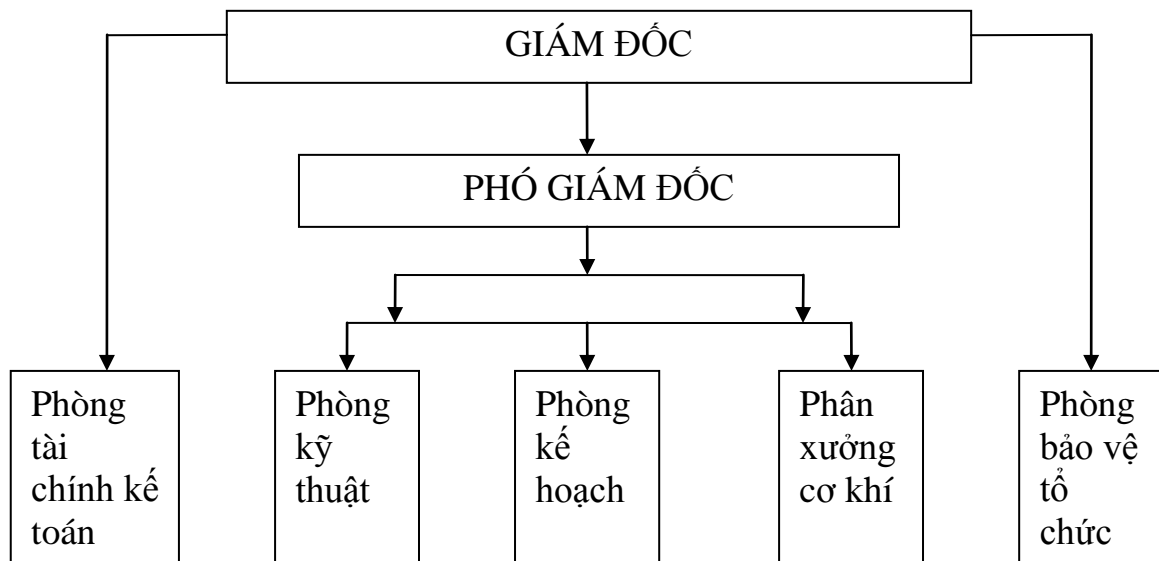 GIÁM ĐỐC
PHÓ GIÁM ĐỐC
Phòng
tài
chính kế
toán
Phòng
kỹ
thuật
Phòng
kế
hoạch
Phân
xưởng
cơ khí
Phòng
bảo vệ
tổ
chức